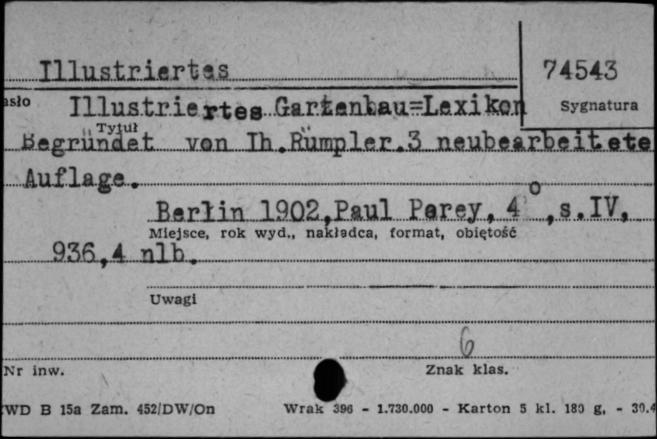 Illustriertes
74543
asło Illustriertes Gartenbau=Lexikon
Sygnatura
Tytuł
Begründet von Th.Rümpler.3 neubearbeitete
Auflage.
Berlin 1902,Paul Parey, 4°,s.IV,
Miejsce, rok wyd., nakładca, format, objętość
936,4 nlb.
Uwagi
6
Nr inw.
Znak klas.
ZWD B 15a Zam. 452/DW/On Wrak 396 - 1.730.000 - Karton 5 kl. 180 g. - 30.4